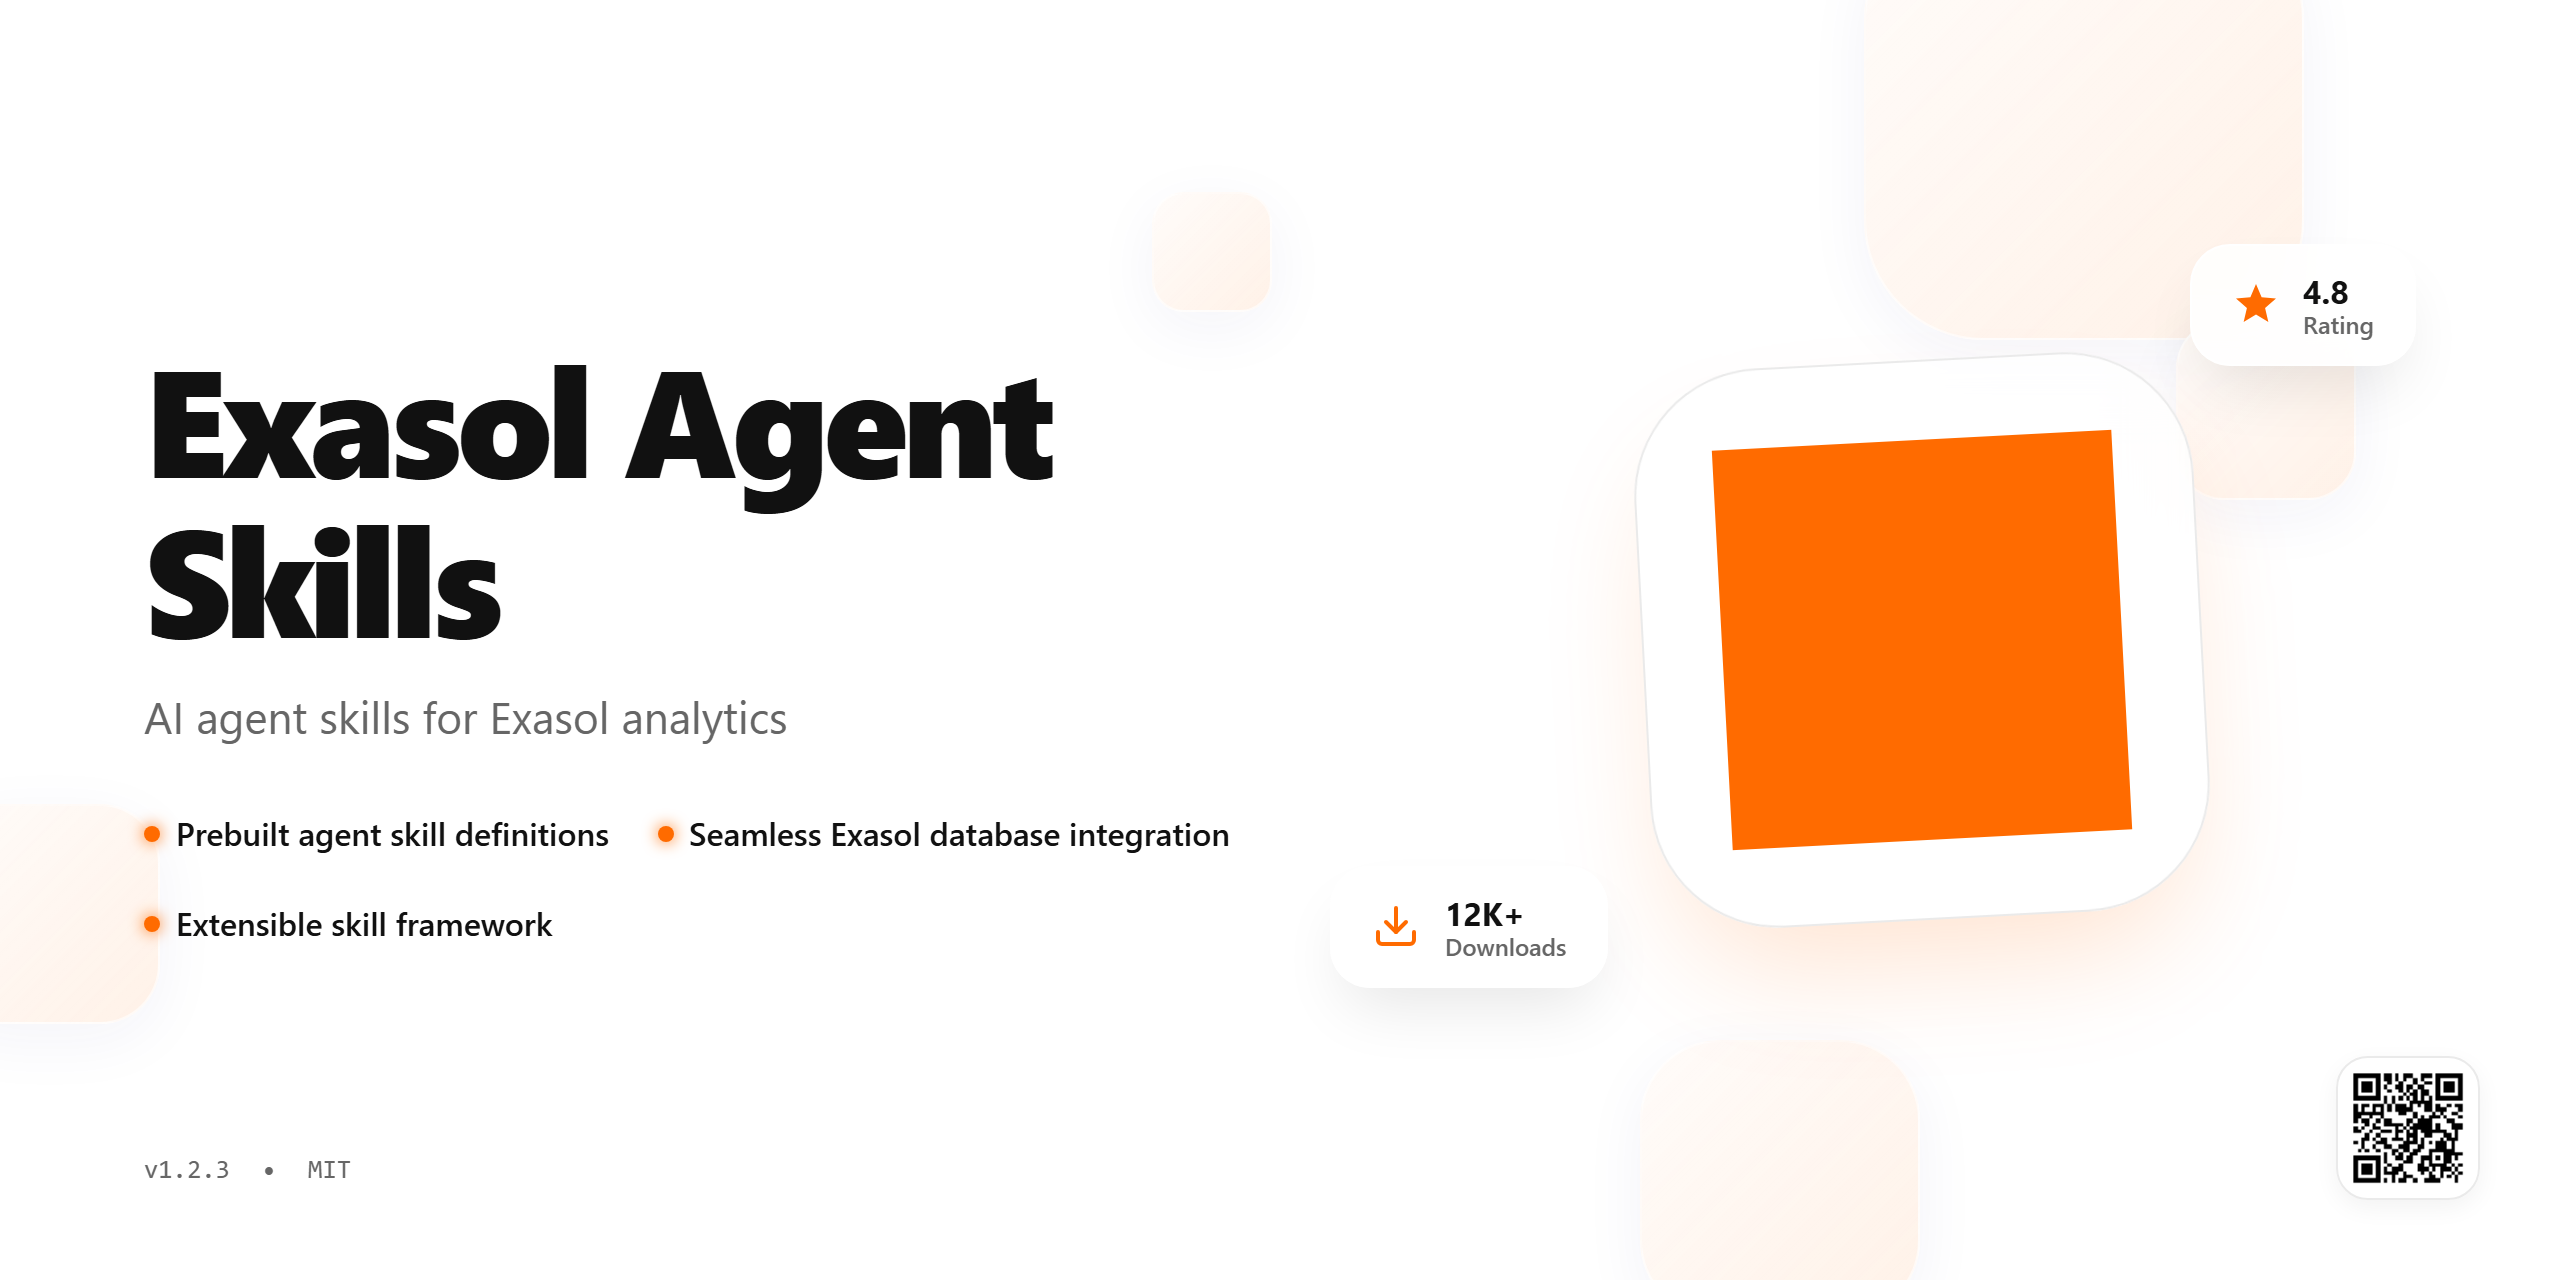 Exasol Agent
Skills
AI agent skills for Exasol analytics
Prebuilt agent skill definitions
Seamless Exasol database integration
Extensible skill framework
4.8
Rating
12K+
Downloads
v1.2.3 • MIT